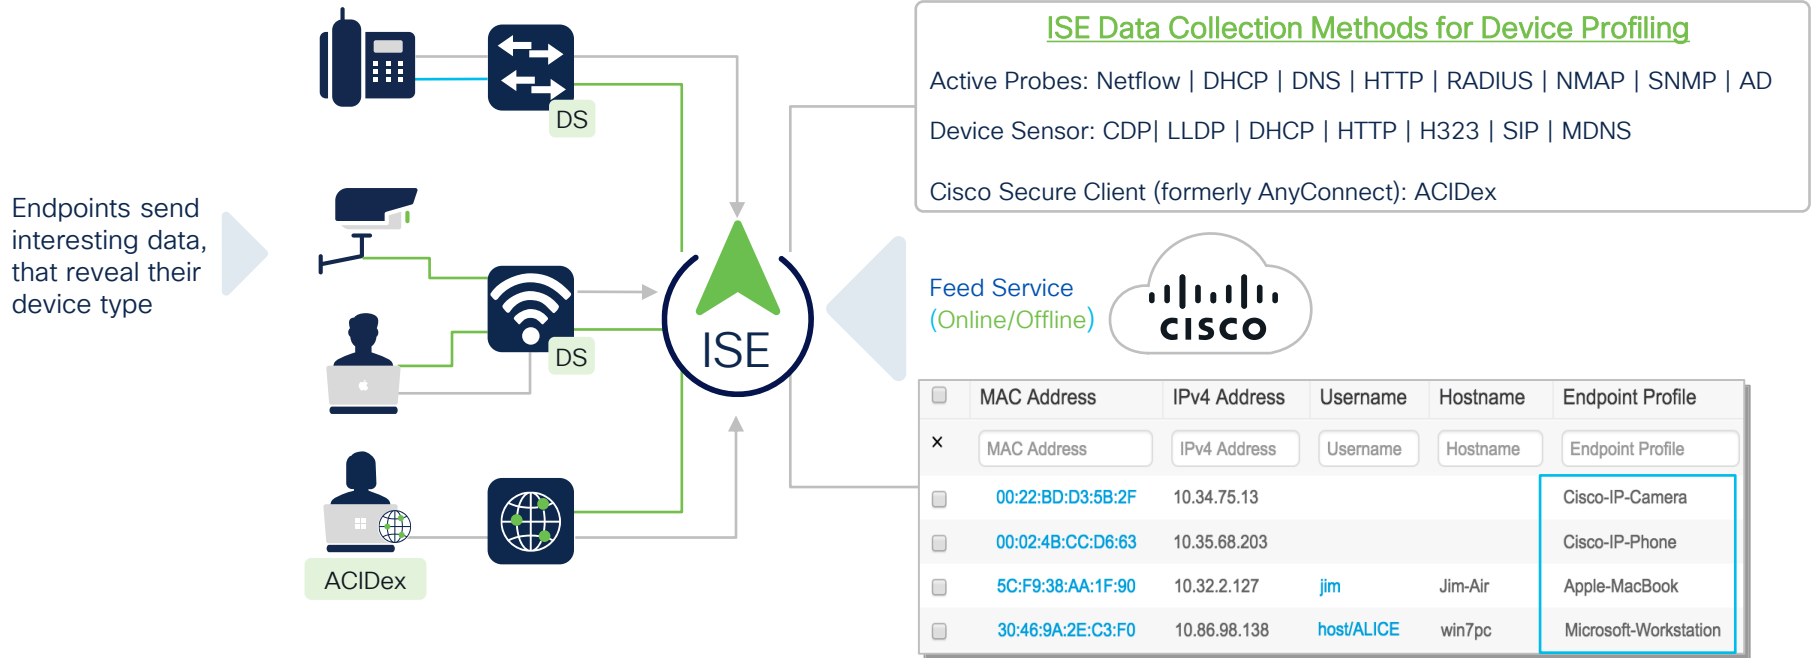 ISE Data Collection Methods for Device Profiling
Active Probes: Netflow | DHCP | DNS | HTTP | RADIUS | NMAP | SNMP | AD
Device Sensor: CDP| LLDP | DHCP | HTTP | H323 | SIP | MDNS
Cisco Secure Client (formerly AnyConnect): ACIDex
DS
Endpoints send
interesting data,
that reveal their
device type
DS
ISE
ACIDex
Feed Service
(Online/Offline)
CISCO
MAC Address IPv4 Address Username Hostname Endpoint Profile
× MAC Address IPv4 Address Username Hostname Endpoint Profile
00:22:BD:D3:5B:2F 10.34.75.13 Cisco-IP-Camera
00:02:4B:CC:D6:63 10.35.68.203 Cisco-IP-Phone
5C:F9:38:AA:1F:90 10.32.2.127 jim Jim-Air Apple-MacBook
30:46:9A:2E:C3:F0 10.86.98.138 host/ALICE win7pc Microsoft-Workstation